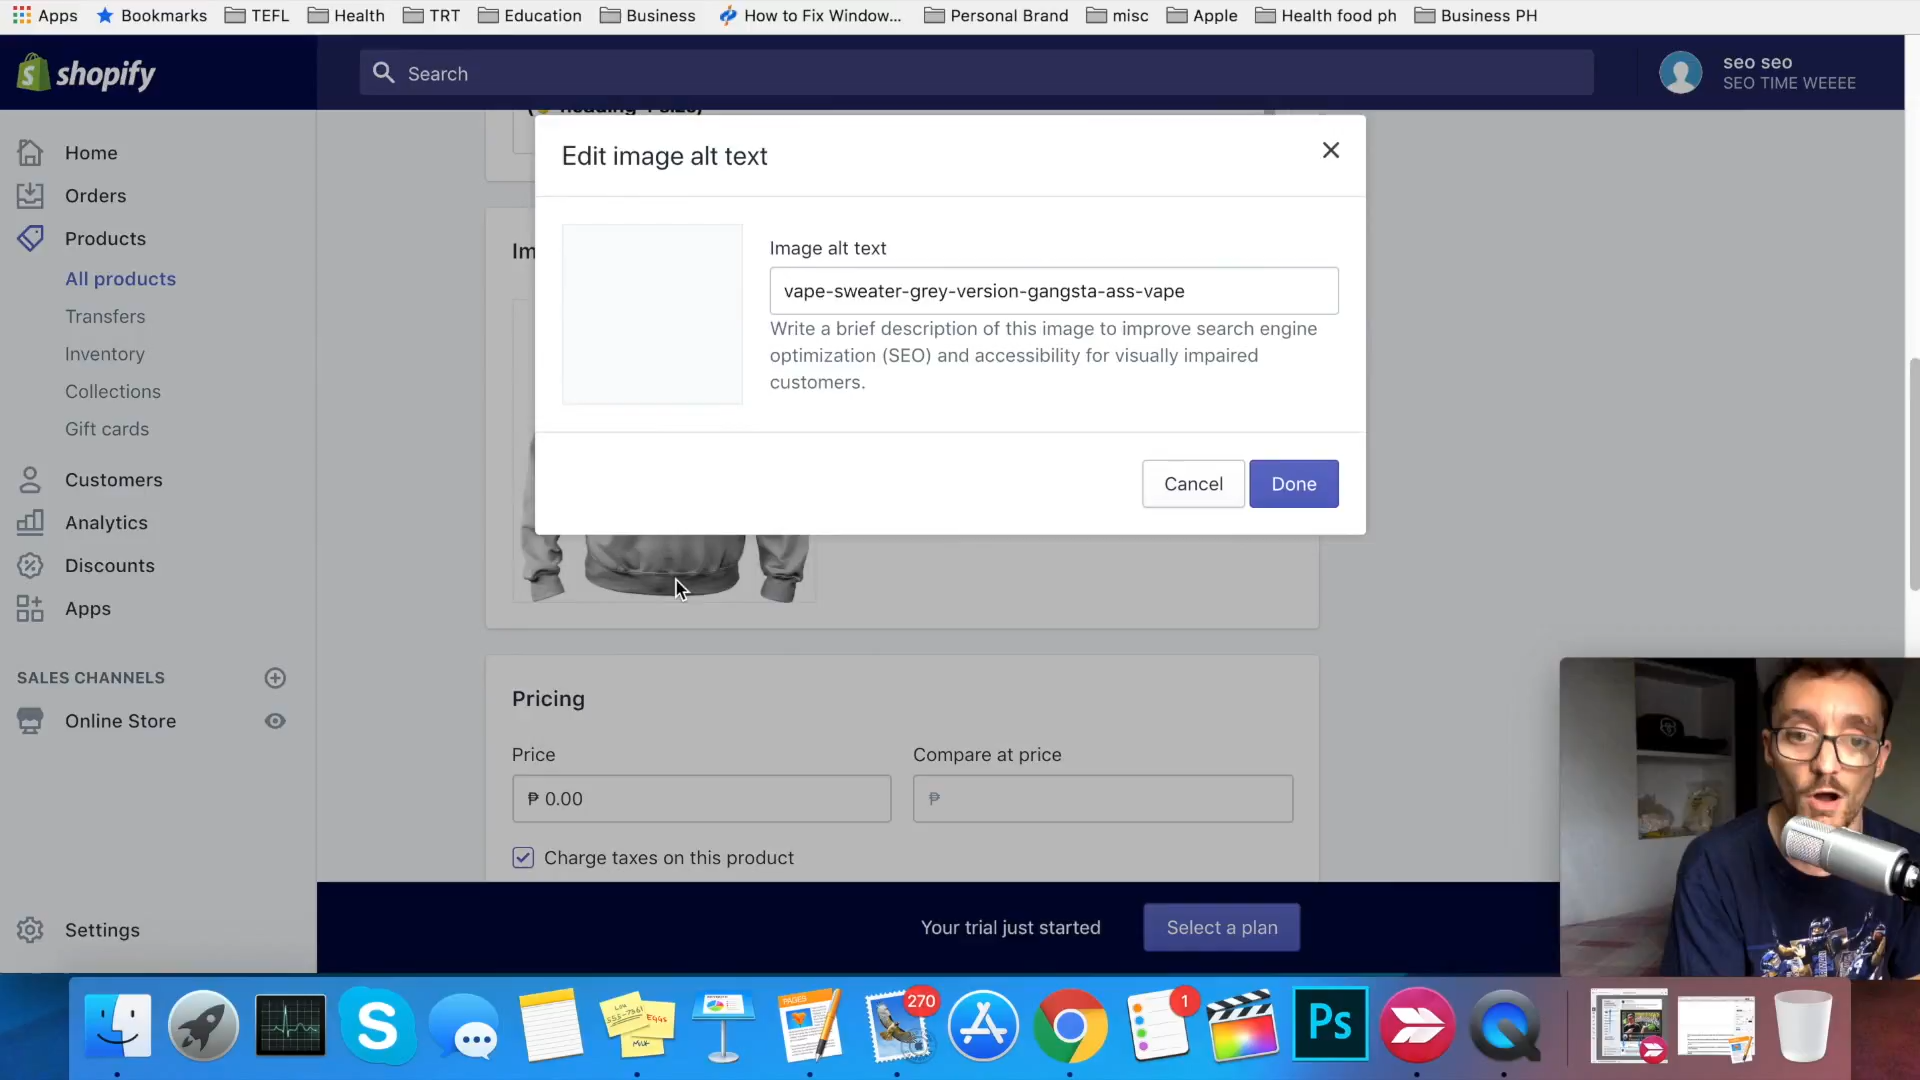 Apps Bookmarks TEFL Health TRT Education Business How to Fix Window... Personal Brand misc Apple Health food ph Business PH
shopify
Search
seo seo
SEO TIME WEEEE
Home
Orders
Products
All products
Transfers
Inventory
Collections
Gift cards
Customers
Analytics
Discounts
Apps
SALES CHANNELS
Online Store
Settings
Edit image alt text
Im
Image alt text
vape-sweater-grey-version-gangsta-ass-vape
Write a brief description of this image to improve search engine
optimization (SEO) and accessibility for visually impaired
customers.
Cancel Done
Pricing
Price Compare at price
₱ 0.00 ₱
Charge taxes on this product
Your trial just started Select a plan
270
1
PAGES
EGGS
MILK
Ps